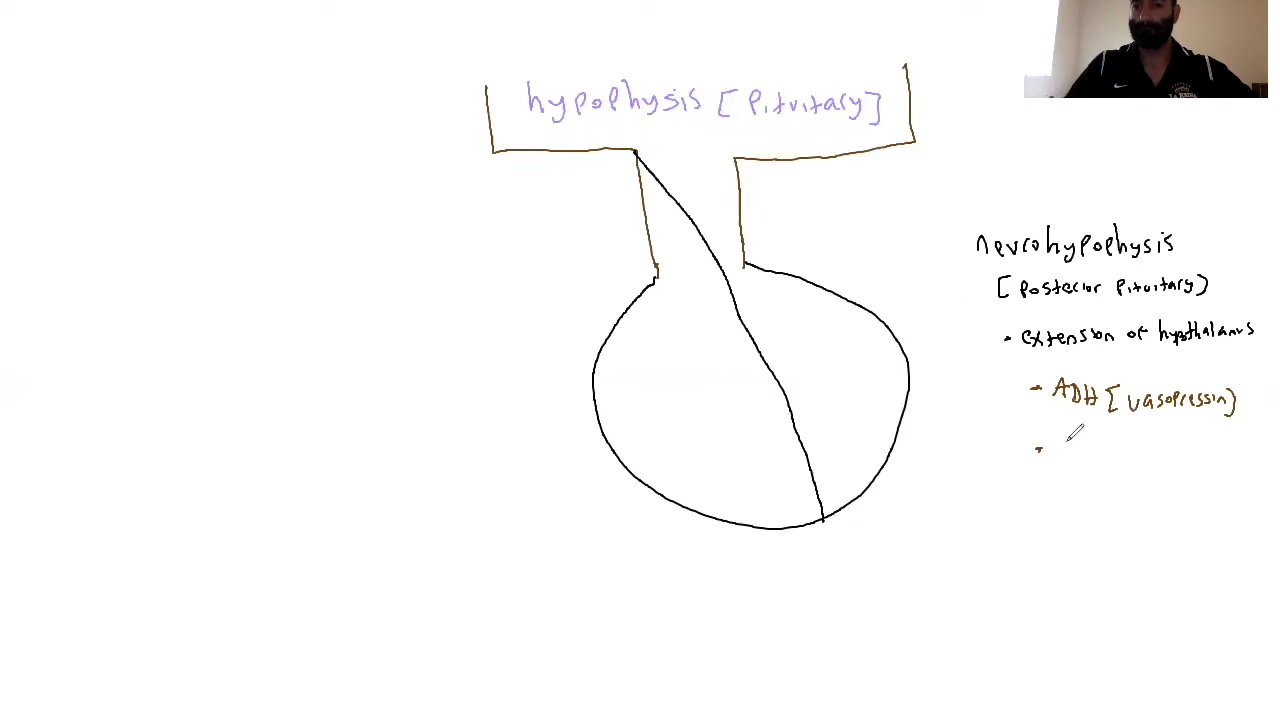 hypophysis [Pituitary]
neurohypophysis
[Posterior Pituitary]
• extension of hypothalamus
- ADH [vasopressin]
-